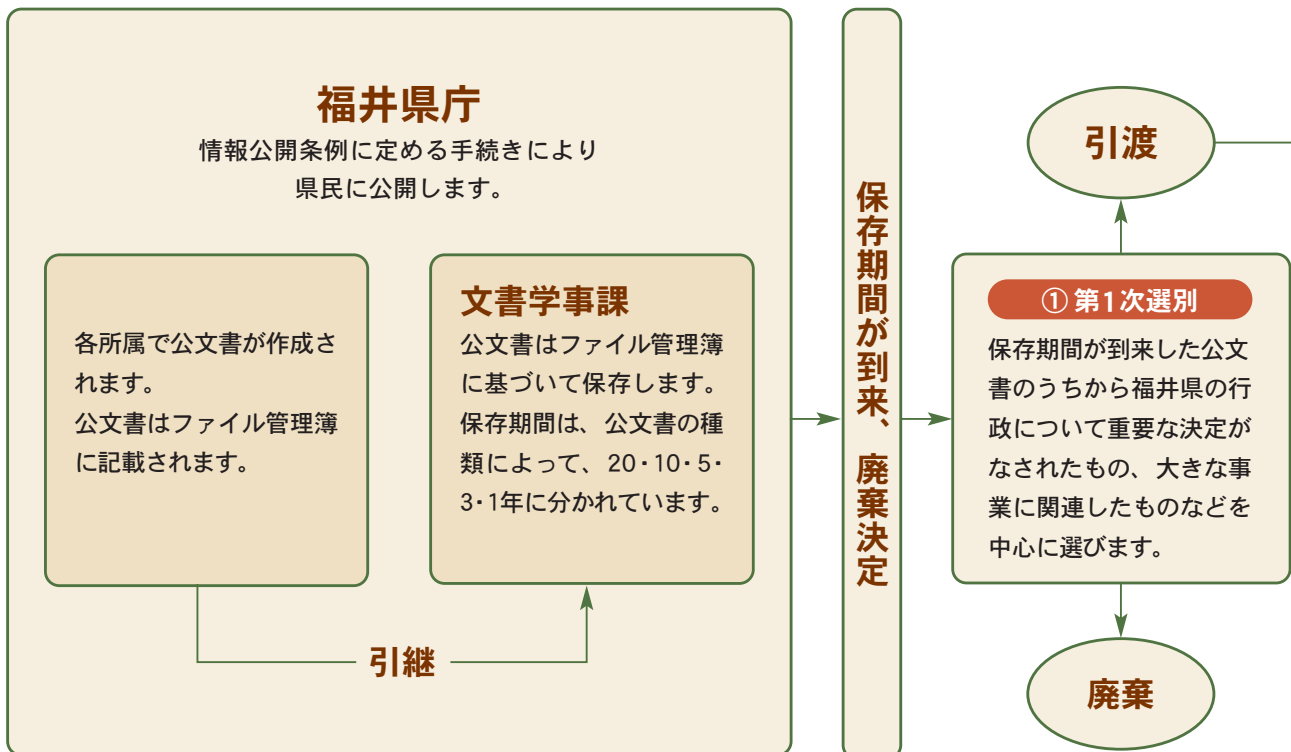 福井県庁
情報公開条例に定める手続きにより
県民に公開します。
各所属で公文書が作成さ
れます。
公文書はファイル管理簿
に記載されます。
文書学事課
公文書はファイル管理簿
に基づいて保存します。
保存期間は、公文書の種
類によって、20・10・5・
3・1年に分かれています。
引継
保存期間が到来、廃棄決定
引渡
① 第1次選別
保存期間が到来した公文
書のうちから福井県の行
政について重要な決定が
なされたもの、大きな事
業に関連したものなどを
中心に選びます。
廃棄